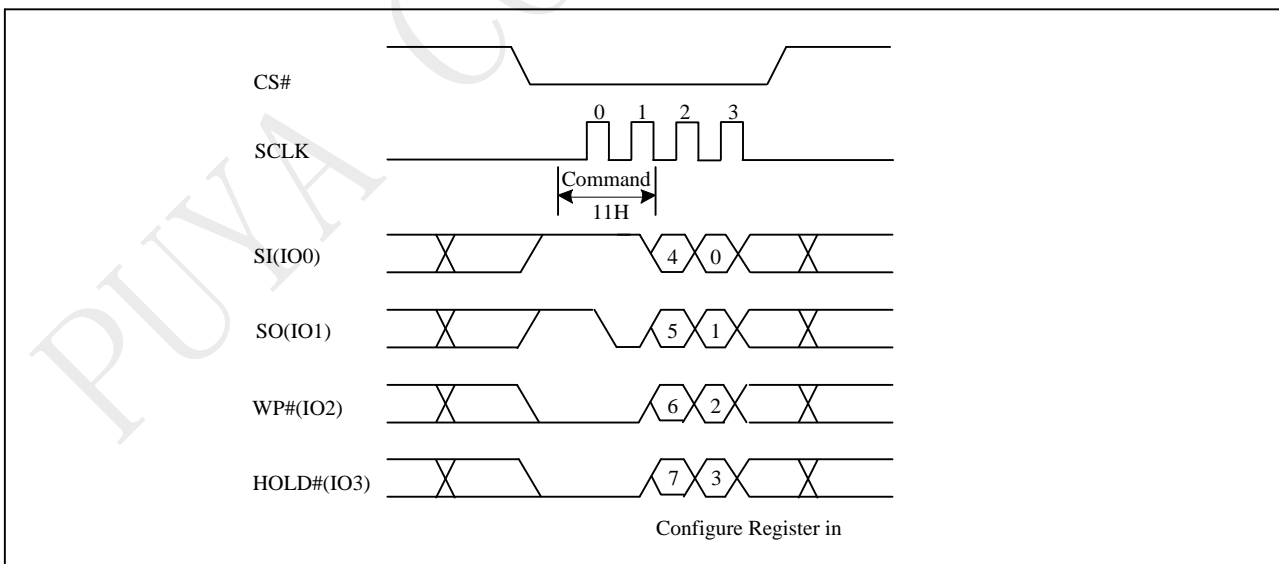 PUYA CO
CS#
0 1 2 3
SCLK
Command
11H
SI(IO0) 4 0
SO(IO1) 5 1
WP#(IO2) 6 2
HOLD#(IO3) 7 3
Configure Register in